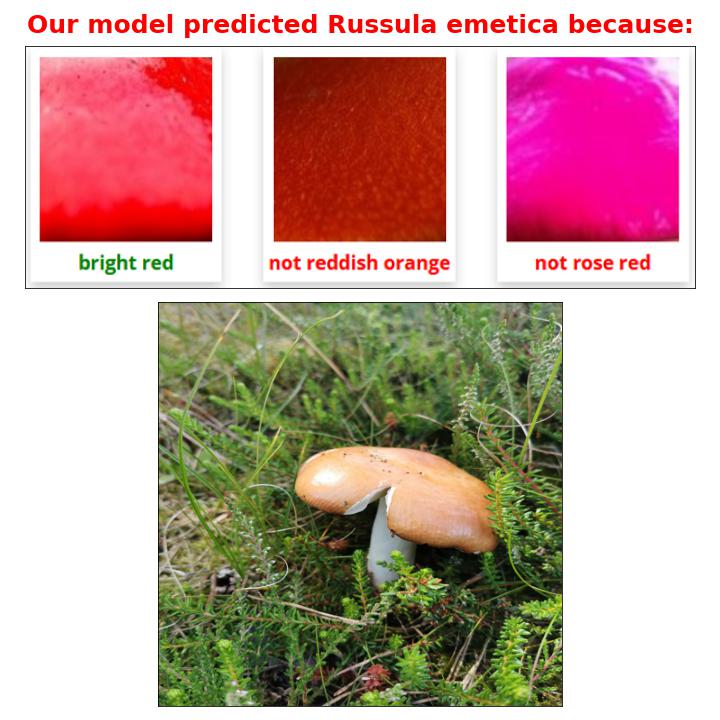 Our model predicted Russula emetica because:
bright red
not reddish orange
not rose red